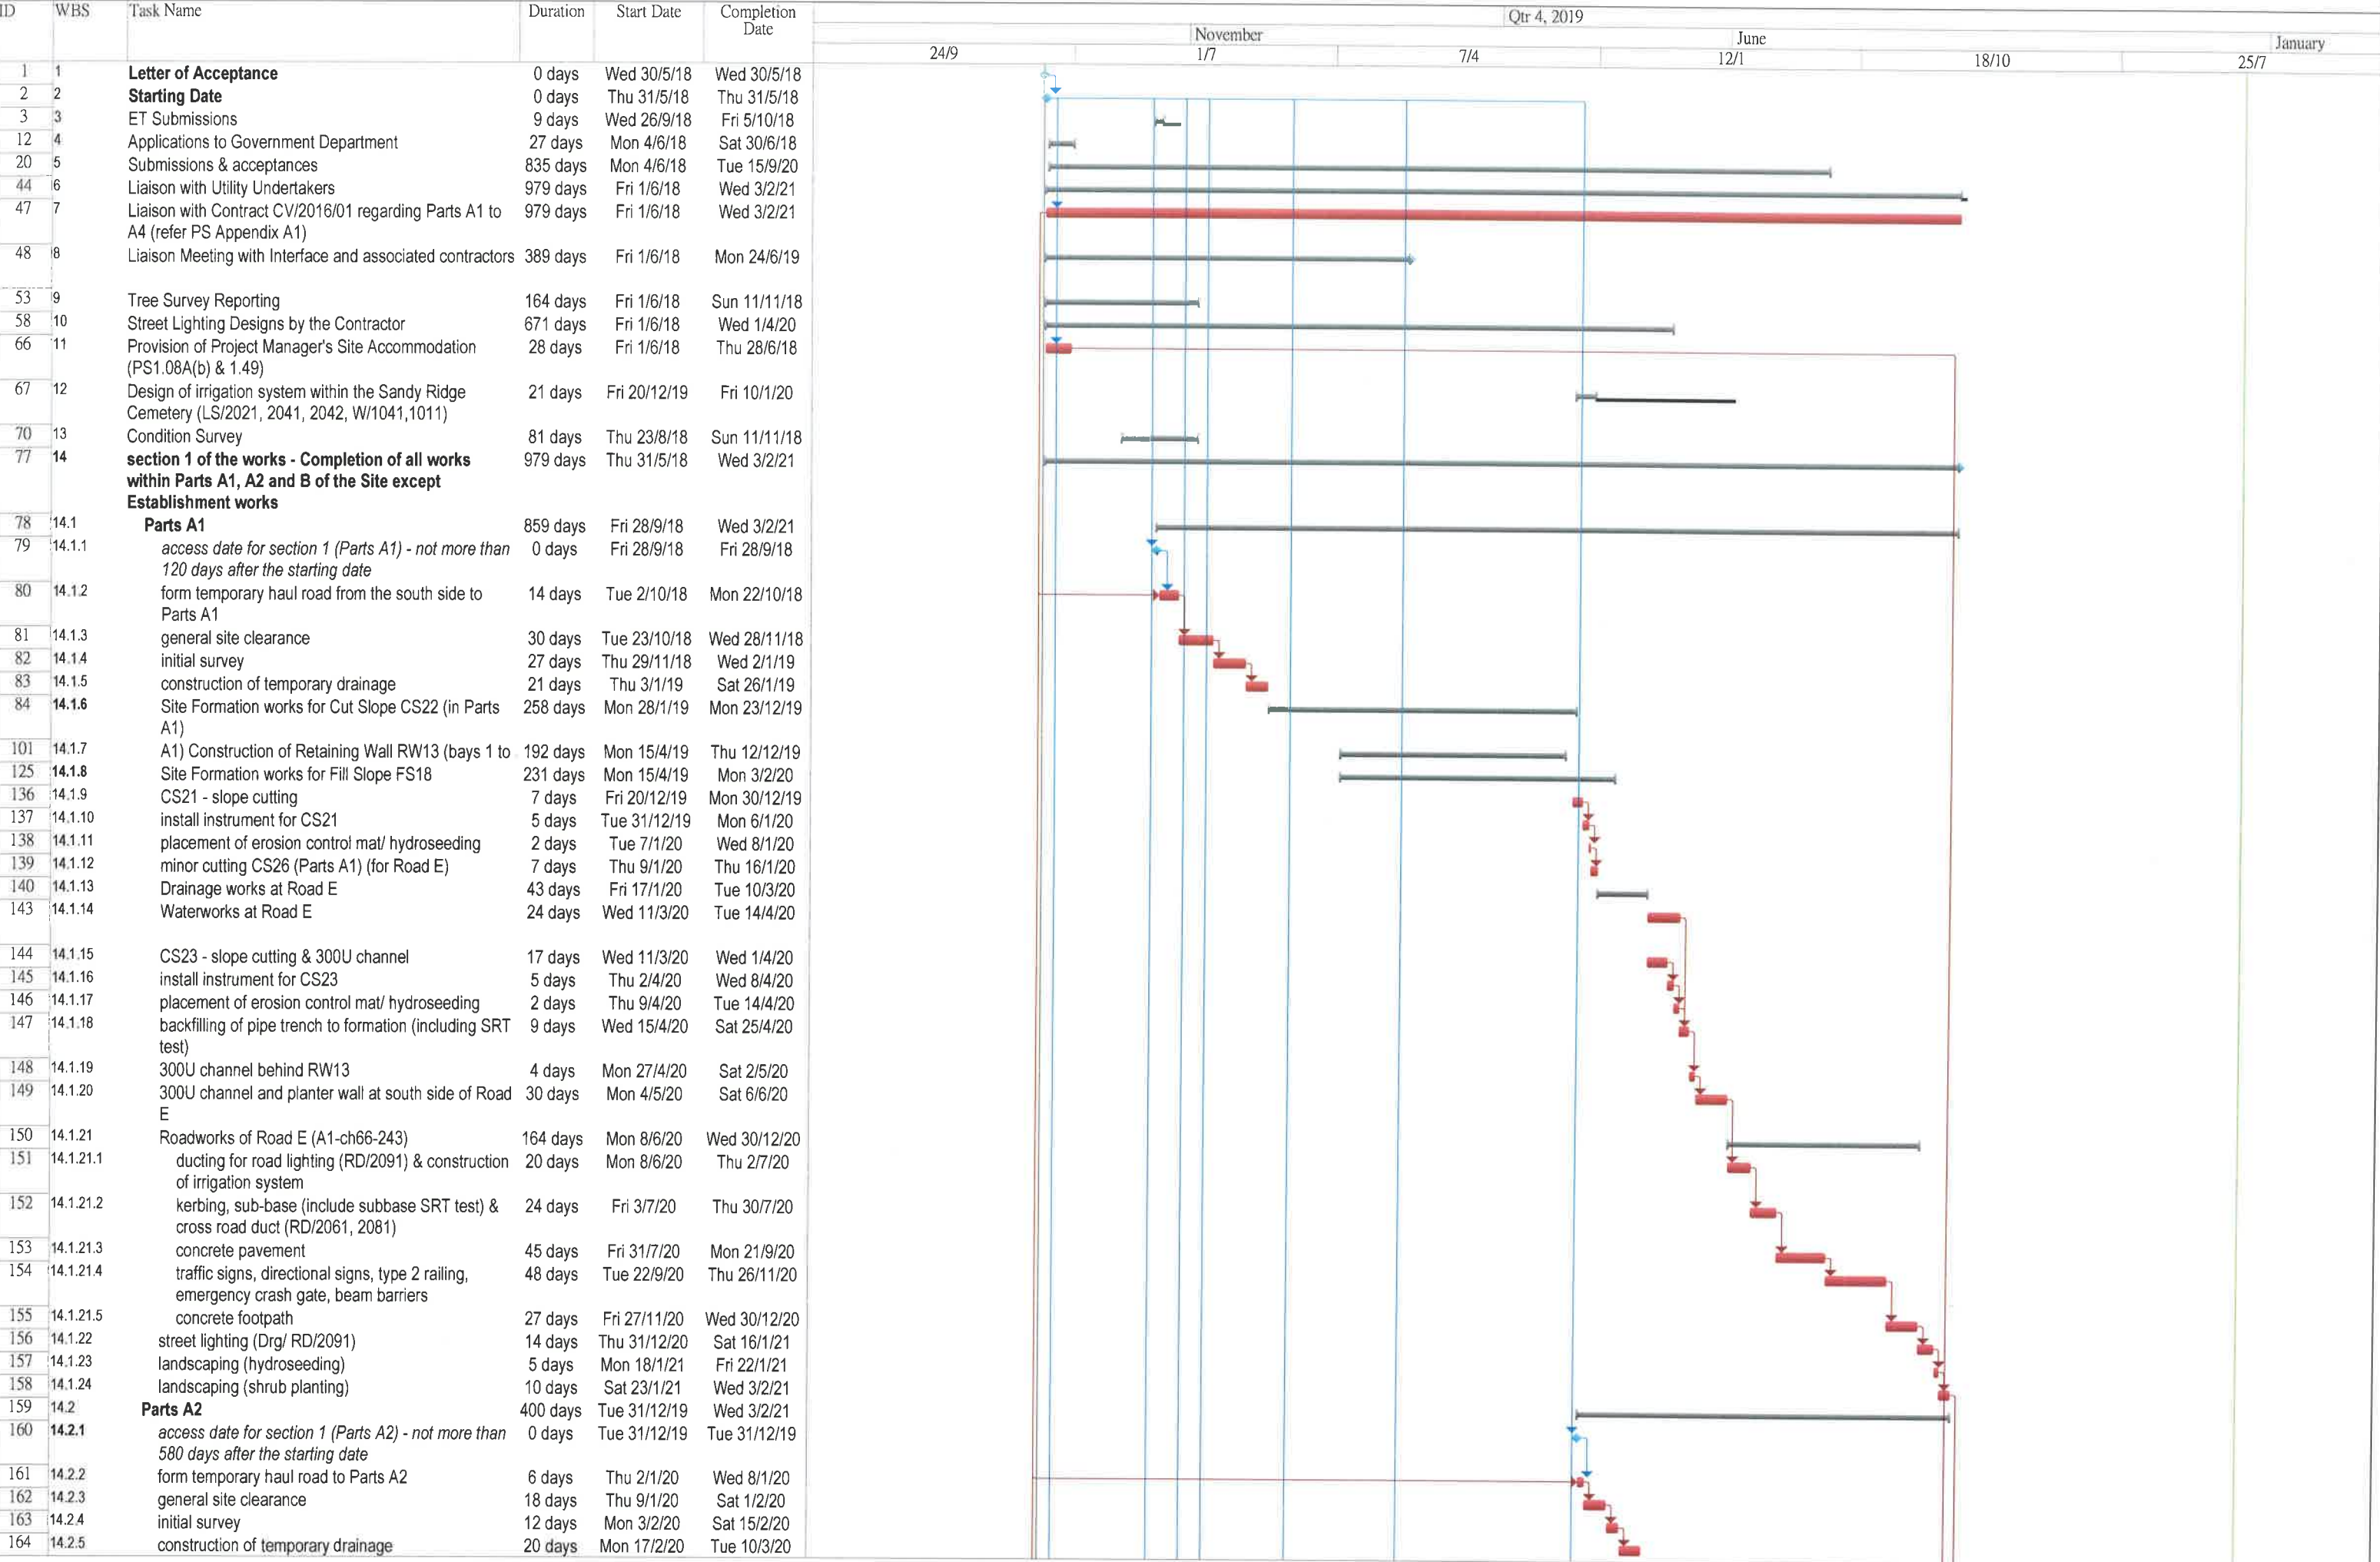 ID WBS Task Name Duration Start Date Completion
Date
Qtr 4, 2019
November June January
24/9 1/7 7/4 12/1 18/10 25/7
1 1 Letter of Acceptance 0 days Wed 30/5/18 Wed 30/5/18
2 2 Starting Date 0 days Thu 31/5/18 Thu 31/5/18
3 3 ET Submissions 9 days Wed 26/9/18 Fri 5/10/18
12 4 Applications to Government Department 27 days Mon 4/6/18 Sat 30/6/18
20 5 Submissions & acceptances 835 days Mon 4/6/18 Tue 15/9/20
44 6 Liaison with Utility Undertakers 979 days Fri 1/6/18 Wed 3/2/21
47 7 Liaison with Contract CV/2016/01 regarding Parts A1 to 979 days Fri 1/6/18 Wed 3/2/21
A4 (refer PS Appendix A1)
48 8 Liaison Meeting with Interface and associated contractors 389 days Fri 1/6/18 Mon 24/6/19
53 9 Tree Survey Reporting 164 days Fri 1/6/18 Sun 11/11/18
58 10 Street Lighting Designs by the Contractor 671 days Fri 1/6/18 Wed 1/4/20
66 11 Provision of Project Manager's Site Accommodation 28 days Fri 1/6/18 Thu 28/6/18
(PS1.08A(b) & 1.49)
67 12 Design of irrigation system within the Sandy Ridge 21 days Fri 20/12/19 Fri 10/1/20
Cemetery (LS/2021, 2041, 2042, W/1041,1011)
70 13 Condition Survey 81 days Thu 23/8/18 Sun 11/11/18
77 14 section 1 of the works - Completion of all works 979 days Thu 31/5/18 Wed 3/2/21
within Parts A1, A2 and B of the Site except
Establishment works
78 14.1 Parts A1 859 days Fri 28/9/18 Wed 3/2/21
79 14.1.1 access date for section 1 (Parts A1) - not more than 0 days Fri 28/9/18 Fri 28/9/18
120 days after the starting date
80 14.1.2 form temporary haul road from the south side to 14 days Tue 2/10/18 Mon 22/10/18
Parts A1
81 14.1.3 general site clearance 30 days Tue 23/10/18 Wed 28/11/18
82 14.1.4 initial survey 27 days Thu 29/11/18 Wed 2/1/19
83 14.1.5 construction of temporary drainage 21 days Thu 3/1/19 Sat 26/1/19
84 14.1.6 Site Formation works for Cut Slope CS22 (in Parts 258 days Mon 28/1/19 Mon 23/12/19
A1)
101 14.1.7 A1) Construction of Retaining Wall RW13 (bays 1 to 192 days Mon 15/4/19 Thu 12/12/19
125 14.1.8 Site Formation works for Fill Slope FS18 231 days Mon 15/4/19 Mon 3/2/20
136 14.1.9 CS21 - slope cutting 7 days Fri 20/12/19 Mon 30/12/19
137 14.1.10 install instrument for CS21 5 days Tue 31/12/19 Mon 6/1/20
138 14.1.11 placement of erosion control mat/ hydroseeding 2 days Tue 7/1/20 Wed 8/1/20
139 14.1.12 minor cutting CS26 (Parts A1) (for Road E) 7 days Thu 9/1/20 Thu 16/1/20
140 14.1.13 Drainage works at Road E 43 days Fri 17/1/20 Tue 10/3/20
143 14.1.14 Waterworks at Road E 24 days Wed 11/3/20 Tue 14/4/20
144 14.1.15 CS23 - slope cutting & 300U channel 17 days Wed 11/3/20 Wed 1/4/20
145 14.1.16 install instrument for CS23 5 days Thu 2/4/20 Wed 8/4/20
146 14.1.17 placement of erosion control mat/ hydroseeding 2 days Thu 9/4/20 Tue 14/4/20
147 14.1.18 backfilling of pipe trench to formation (including SRT 9 days Wed 15/4/20 Sat 25/4/20
test)
148 14.1.19 300U channel behind RW13 4 days Mon 27/4/20 Sat 2/5/20
149 14.1.20 300U channel and planter wall at south side of Road 30 days Mon 4/5/20 Sat 6/6/20
E
150 14.1.21 Roadworks of Road E (A1-ch66-243) 164 days Mon 8/6/20 Wed 30/12/20
151 14.1.21.1 ducting for road lighting (RD/2091) & construction 20 days Mon 8/6/20 Thu 2/7/20
of irrigation system
152 14.1.21.2 kerbing, sub-base (include subbase SRT test) & 24 days Fri 3/7/20 Thu 30/7/20
cross road duct (RD/2061, 2081)
153 14.1.21.3 concrete pavement 45 days Fri 31/7/20 Mon 21/9/20
154 14.1.21.4 traffic signs, directional signs, type 2 railing, 48 days Tue 22/9/20 Thu 26/11/20
emergency crash gate, beam barriers
155 14.1.21.5 concrete footpath 27 days Fri 27/11/20 Wed 30/12/20
156 14.1.22 street lighting (Drg/ RD/2091) 14 days Thu 31/12/20 Sat 16/1/21
157 14.1.23 landscaping (hydroseeding) 5 days Mon 18/1/21 Fri 22/1/21
158 14.1.24 landscaping (shrub planting) 10 days Sat 23/1/21 Wed 3/2/21
159 14.2 Parts A2 400 days Tue 31/12/19 Wed 3/2/21
160 14.2.1 access date for section 1 (Parts A2) - not more than 0 days Tue 31/12/19 Tue 31/12/19
580 days after the starting date
161 14.2.2 form temporary haul road to Parts A2 6 days Thu 2/1/20 Wed 8/1/20
162 14.2.3 general site clearance 18 days Thu 9/1/20 Sat 1/2/20
163 14.2.4 initial survey 12 days Mon 3/2/20 Sat 15/2/20
164 14.2.5 construction of temporary drainage 20 days Mon 17/2/20 Tue 10/3/20